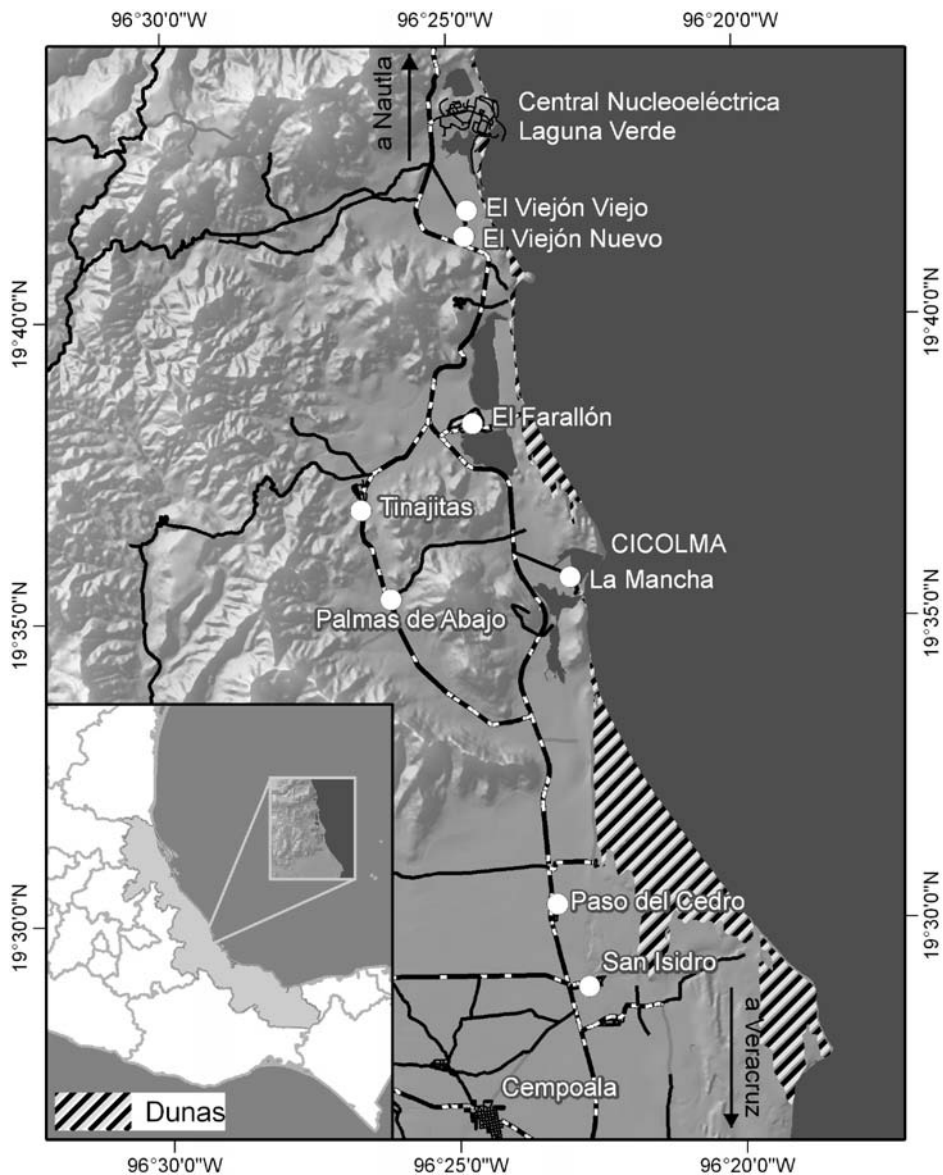 96°30'0"W
96°25'0"W
96°20'0"W
a Nautla
Central Nucleoeléctrica
Laguna Verde
El Viejón Viejo
El Viejón Nuevo
19°40'0"N
19°40'0"N
El Farallón
Tinajitas
CICOLMA
La Mancha
Palmas de Abajo
19°35'0"N
19°35'0"N
Paso del Cedro
19°30'0"N
19°30'0"N
San Isidro
a Veracruz
Cempoala
Dunas
96°30'0"W
96°25'0"W
96°20'0"W